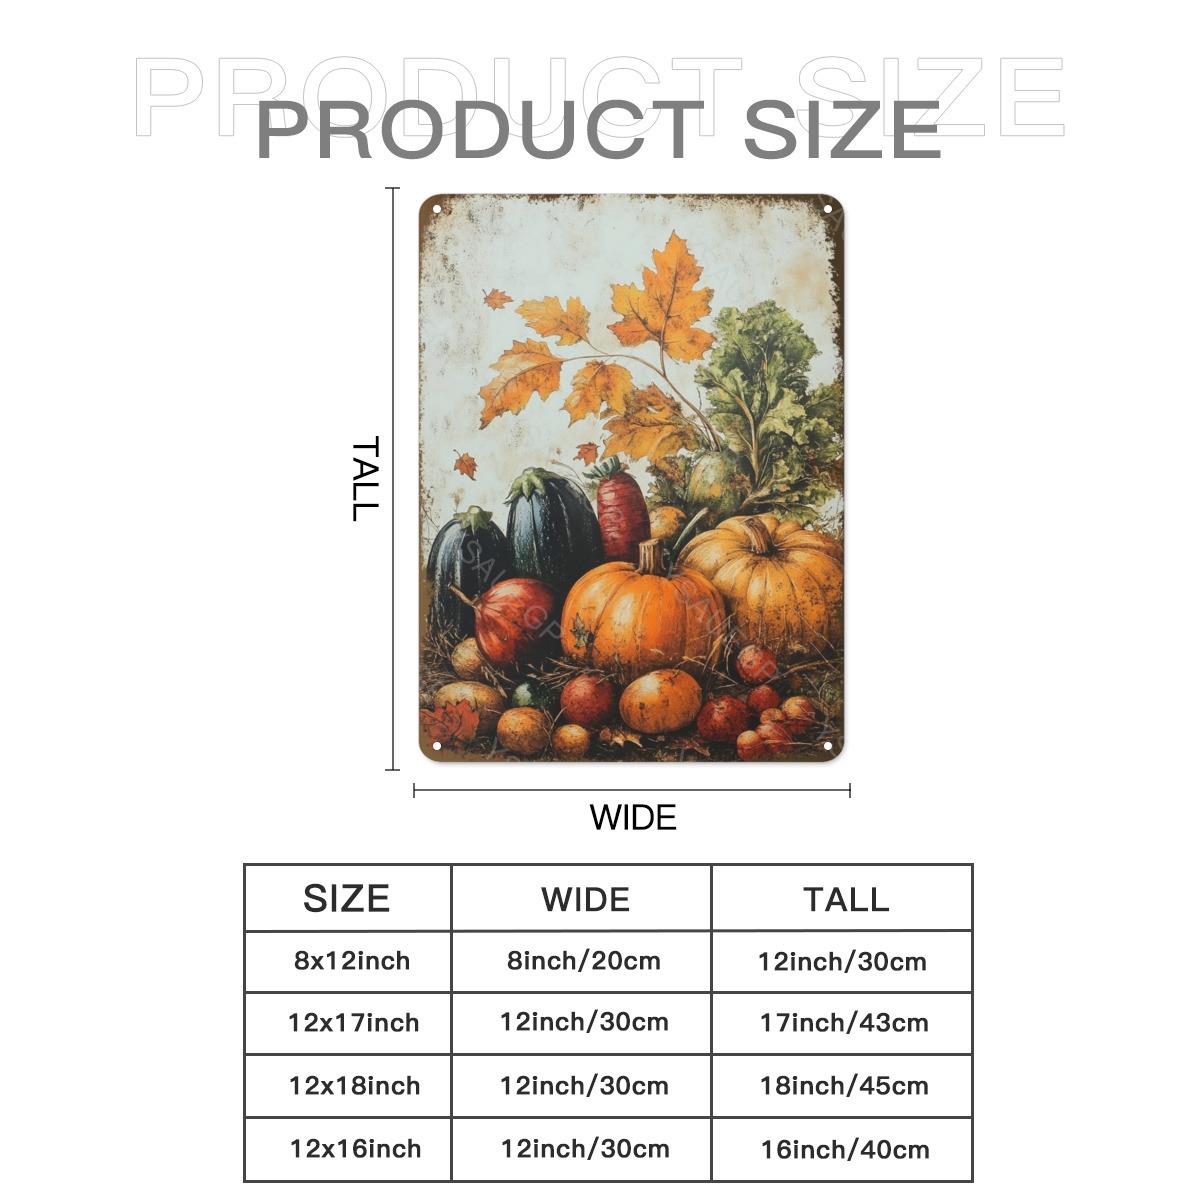 PRODUCT SIZE
PRODUCT SIZE
TALL
WIDE
SIZE WIDE TALL
8x12inch 8inch/20cm 12inch/30cm
12x17inch 12inch/30cm 17inch/43cm
12x18inch 12inch/30cm 18inch/45cm
12x16inch 12inch/30cm 16inch/40cm